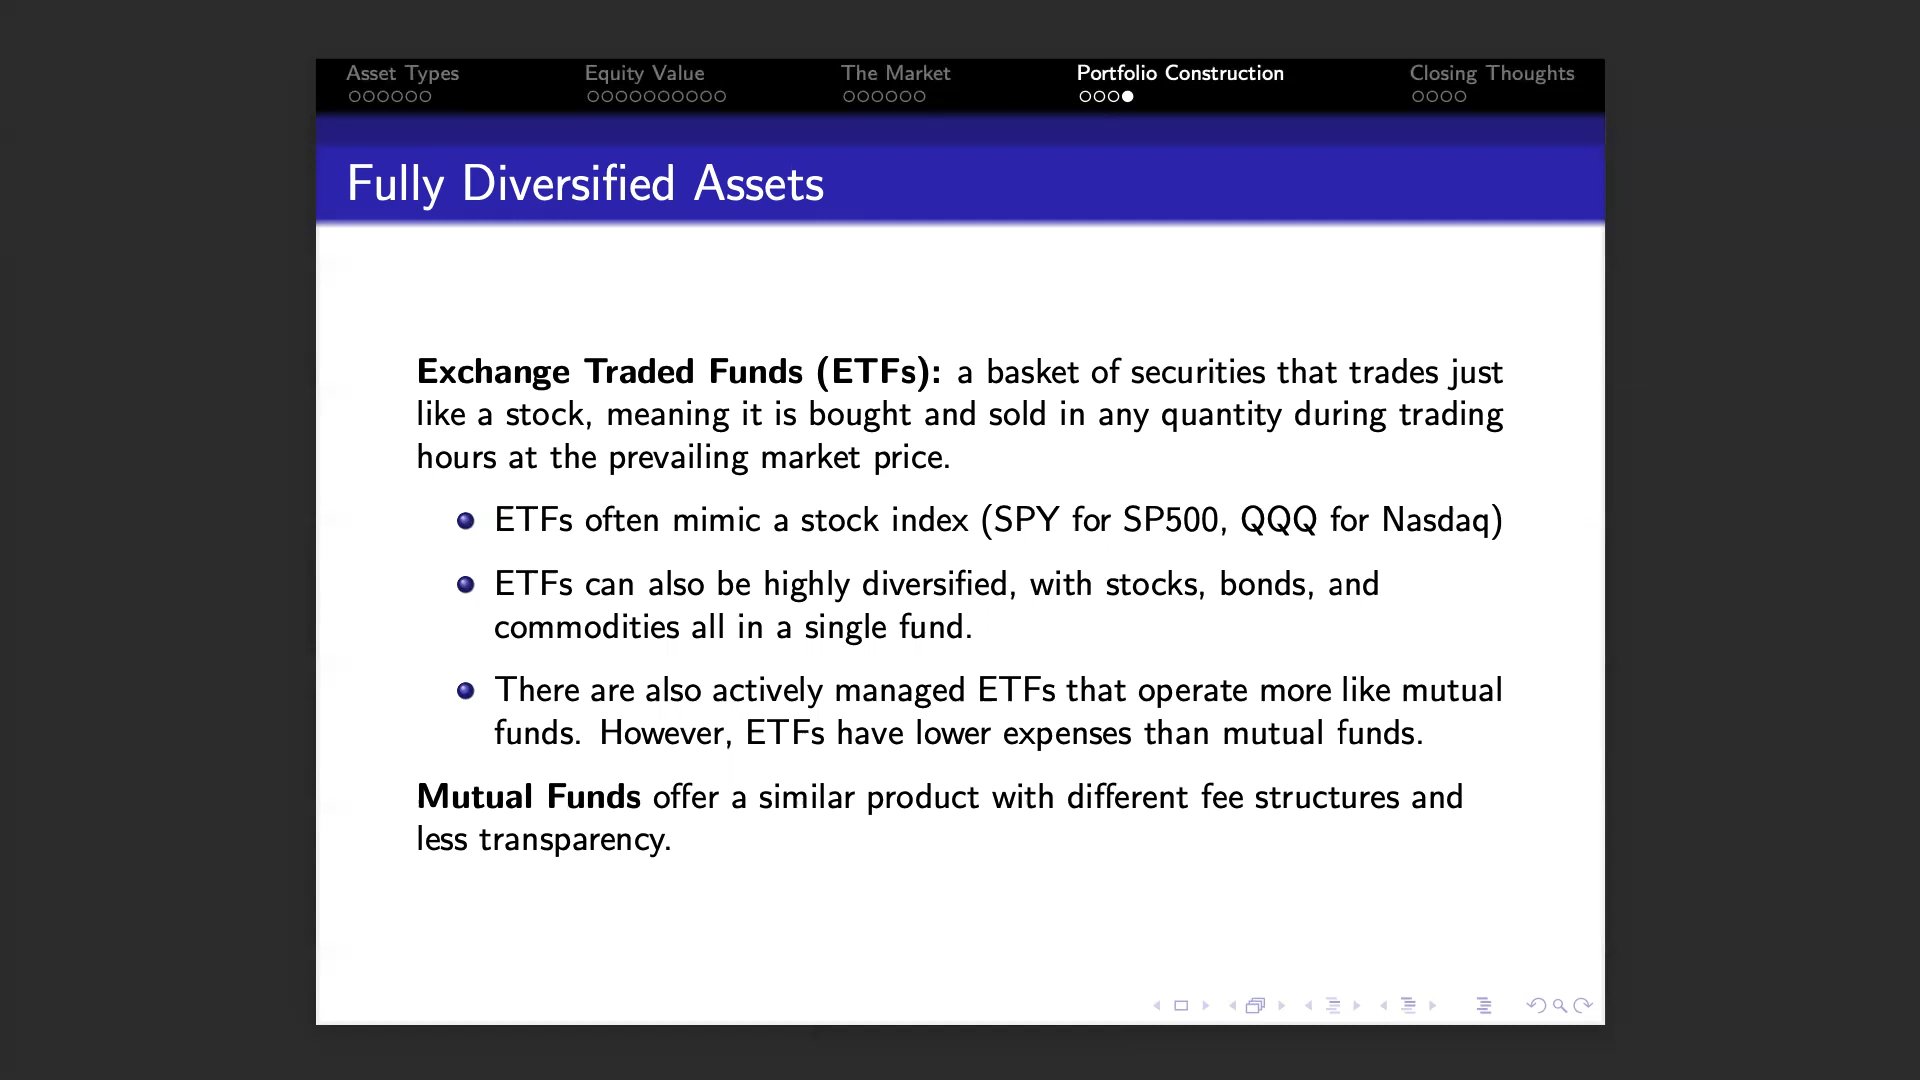 Asset Types
Equity Value
The Market
Portfolio Construction
Closing Thoughts
Fully Diversified Assets
Exchange Traded Funds (ETFs): a basket of securities that trades just
like a stock, meaning it is bought and sold in any quantity during trading
hours at the prevailing market price.
ETFs often mimic a stock index (SPY for SP500, QQQ for Nasdaq)
ETFs can also be highly diversified, with stocks, bonds, and
commodities all in a single fund.
There are also actively managed ETFs that operate more like mutual
funds. However, ETFs have lower expenses than mutual funds.
Mutual Funds offer a similar product with different fee structures and
less transparency.